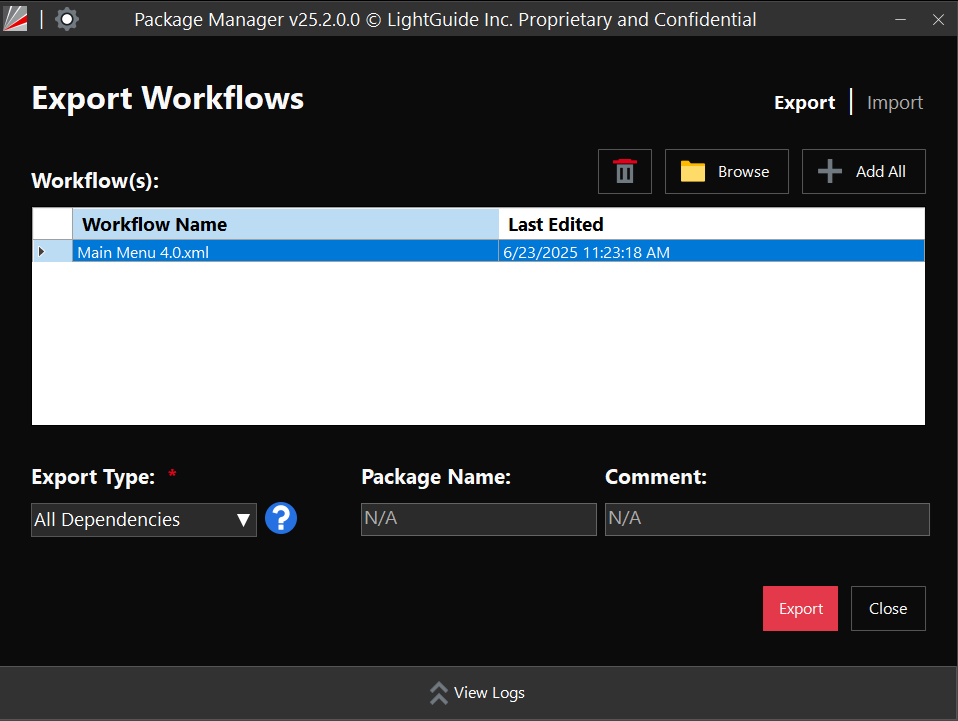 Package Manager v25.2.0.0 © LightGuide Inc. Proprietary and Confidential
Export Workflows
Export | Import
Workflow(s):
Browse
Add All
Workflow Name Last Edited
Main Menu 4.0.xml 6/23/2025 11:23:18 AM
Export Type: * Package Name: Comment:
All Dependencies ? N/A N/A
Export Close
View Logs